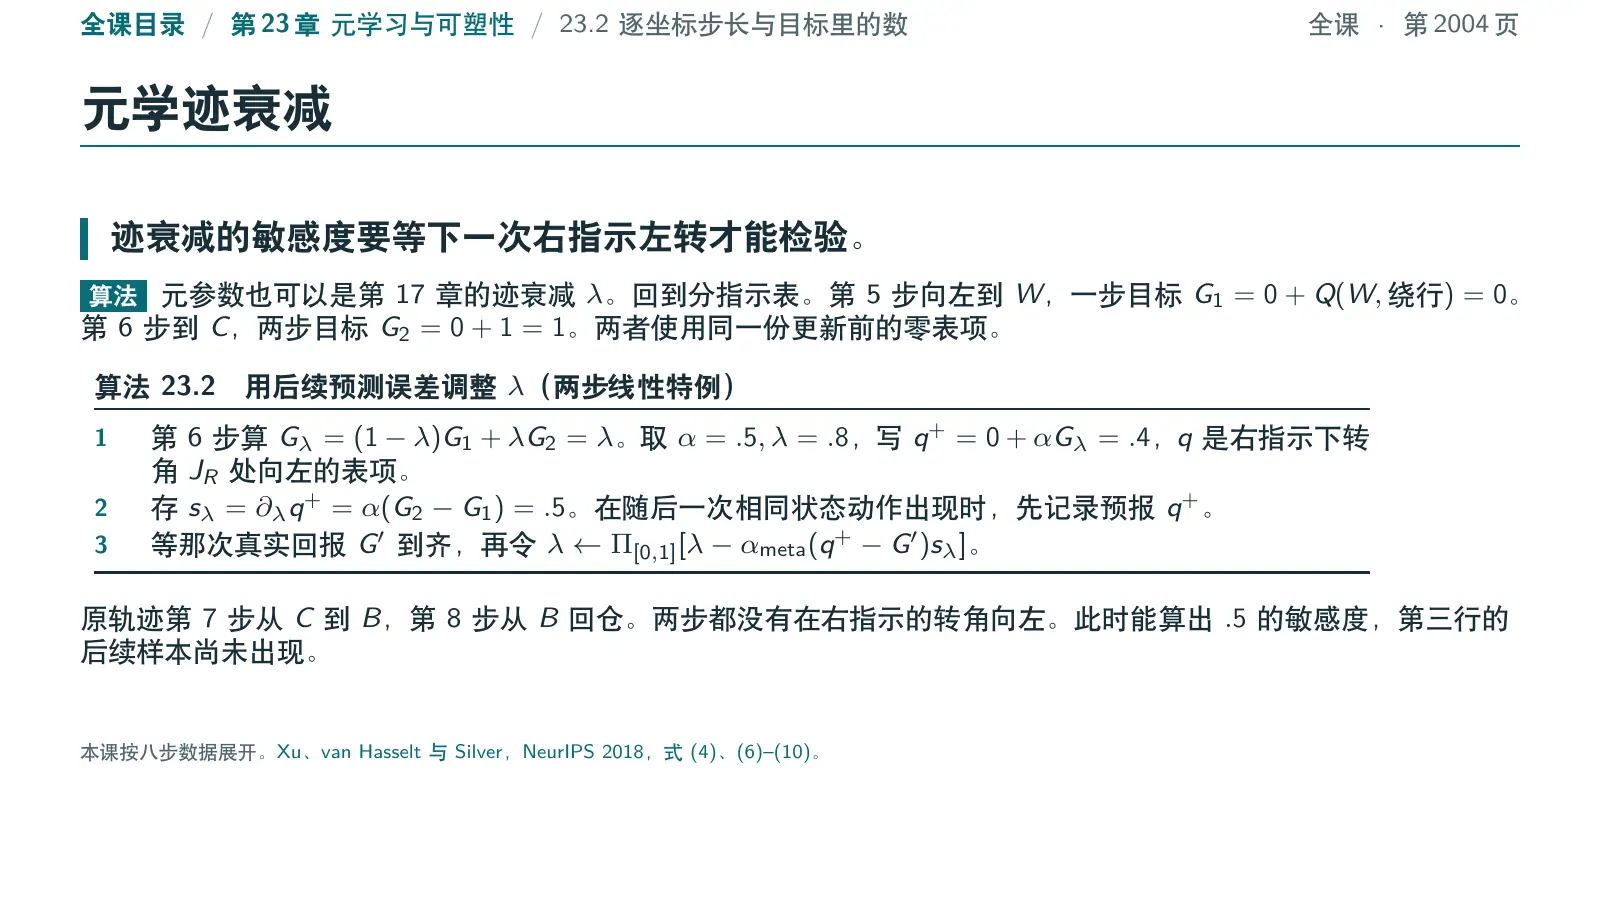 全课目录 / 第 23 章 元学习与可塑性 / 23.2 逐坐标步长与目标里的数
全课 · 第 2004 页
元学迹衰减
迹衰减的敏感度要等下一次右指示左转才能检验。
算法 元参数也可以是第 17 章的迹衰减 λ。回到分指示表。第 5 步向左到 W，一步目标 G₁ = 0 + Q(W, 绕行) = 0。
第 6 步到 C，两步目标 G₂ = 0 + 1 = 1。两者使用同一份更新前的零表项。
算法 23.2 用后续预测误差调整 λ（两步线性特例）
1 第 6 步算 G_λ = (1 − λ)G₁ + λG₂ = λ。取 α = .5, λ = .8，写 q⁺ = 0 + αG_λ = .4，q 是右指示下转
角 J_R 处向左的表项。
2 存 s_λ = ∂_λq⁺ = α(G₂ − G₁) = .5。在随后一次相同状态动作出现时，先记录预报 q⁺。
3 等那次真实回报 G′ 到齐，再令 λ ← Π_[0,1][λ − α_meta(q⁺ − G′)s_λ]。
原轨迹第 7 步从 C 到 B，第 8 步从 B 回仓。两步都没有在右指示的转角向左。此时能算出 .5 的敏感度，第三行的
后续样本尚未出现。
本课按八步数据展开。Xu、van Hasselt 与 Silver，NeurIPS 2018，式 (4)、(6)–(10)。